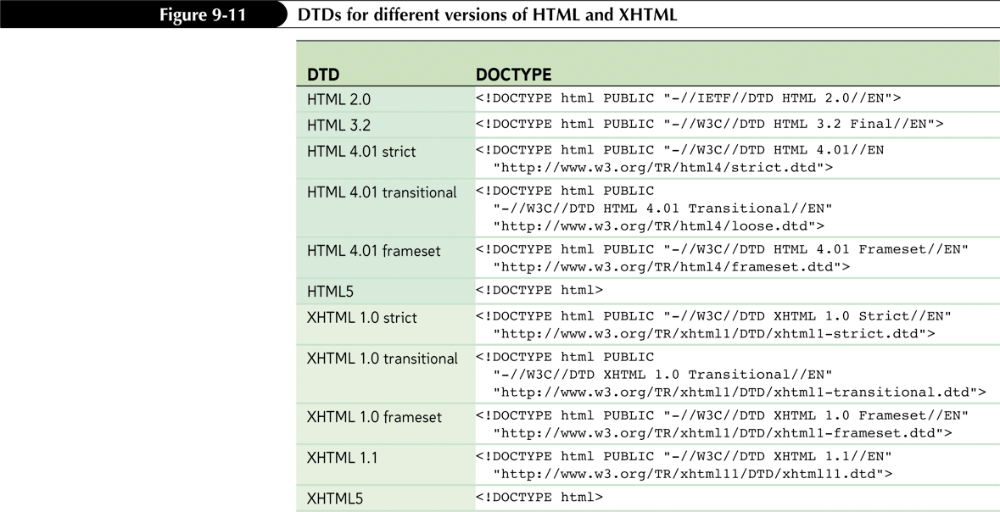 Figure 9-11 DTDs for different versions of HTML and XHTML
DTD DOCTYPE
HTML 2.0 <!DOCTYPE html PUBLIC "-//IETF//DTD HTML 2.0//EN">
HTML 3.2 <!DOCTYPE html PUBLIC "-//W3C//DTD HTML 3.2 Final//EN">
HTML 4.01 strict <!DOCTYPE html PUBLIC "-//W3C//DTD HTML 4.01//EN
"http://www.w3.org/TR/html4/strict.dtd">
HTML 4.01 transitional <!DOCTYPE html PUBLIC
"-//W3C//DTD HTML 4.01 Transitional//EN"
"http://www.w3.org/TR/html4/loose.dtd">
HTML 4.01 frameset <!DOCTYPE html PUBLIC "-//W3C//DTD HTML 4.01 Frameset//EN"
"http://www.w3.org/TR/html4/frameset.dtd">
HTML5 <!DOCTYPE html>
XHTML 1.0 strict <!DOCTYPE html PUBLIC "-//W3C//DTD XHTML 1.0 Strict//EN"
"http://www.w3.org/TR/xhtml1/DTD/xhtml1-strict.dtd">
XHTML 1.0 transitional <!DOCTYPE html PUBLIC
"-//W3C//DTD XHTML 1.0 Transitional//EN"
"http://www.w3.org/TR/xhtml1/DTD/xhtml1-transitional.dtd">
XHTML 1.0 frameset <!DOCTYPE html PUBLIC "-//W3C//DTD XHTML 1.0 Frameset//EN"
"http://www.w3.org/TR/xhtml1/DTD/xhtml1-frameset.dtd">
XHTML 1.1 <!DOCTYPE html PUBLIC "-//W3C//DTD XHTML 1.1//EN"
"http://www.w3.org/TR/xhtml11/DTD/xhtml11.dtd">
XHTML5 <!DOCTYPE html>